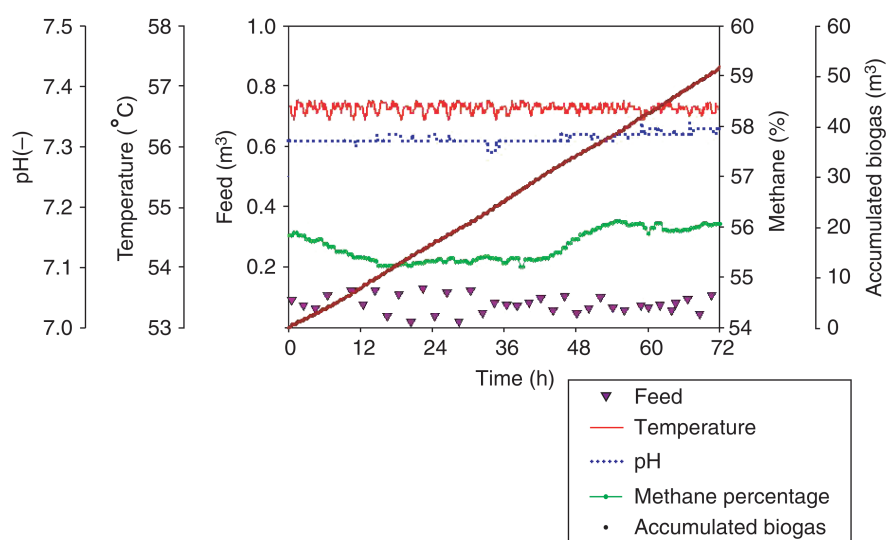 7.5
7.4
7.3
7.2
7.1
7.0
pH(–)
58
57
56
55
54
53
Temperature (°C)
1.0
0.8
0.6
0.4
0.2
Feed (m³)
0 12 24 36 48 60 72
Time (h)
60
59
58
57
56
55
54
Methane (%)
60
50
40
30
20
10
0
Accumulated biogas (m³)
Feed
Temperature
pH
Methane percentage
Accumulated biogas